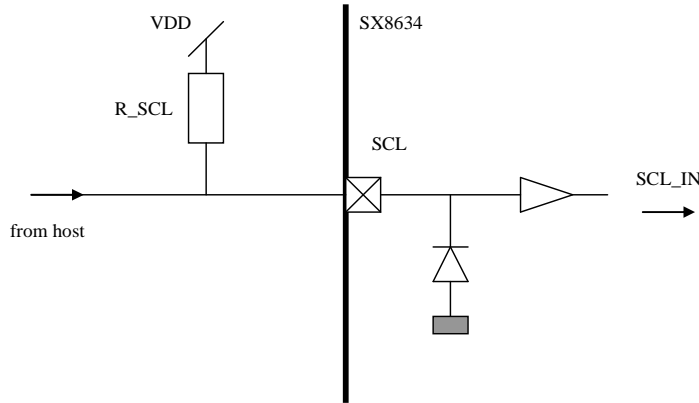 VDD
SX8634
R_SCL
SCL
SCL_IN
from host